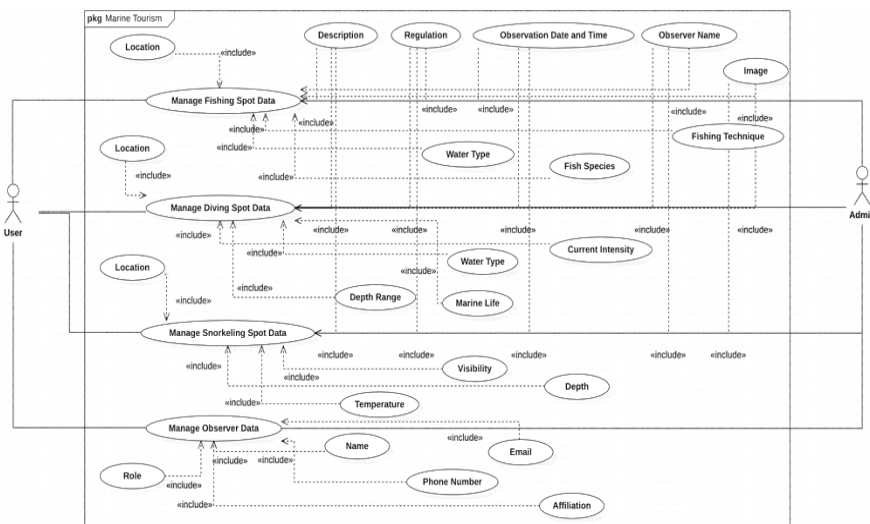 pkg Marine Tourism
Location
«include»
Description
Regulation
Observation Date and Time
Observer Name
Image
Manage Fishing Spot Data
«include»
«include»
«include»
«include»
«include»
«include»
Fishing Technique
Location
«include»
Water Type
Fish Species
«include»
«include»
User
Admi
Manage Diving Spot Data
«include»
«include»
«include»
«include»
«include»
«include»
Current Intensity
«include»
Water Type
Location
«include»
«include»
Depth Range
Marine Life
Manage Snorkeling Spot Data
«include»
«include»
«include»
«include»
«include»
«include»
«include»
Visibility
Depth
«include»
Temperature
Manage Observer Data
«include»
Name
Email
«include»
«include»
Role
«include»
Phone Number
«include»
Affiliation